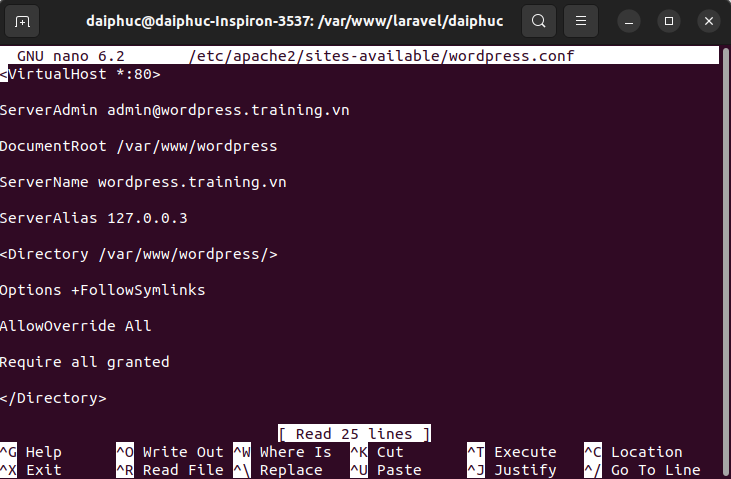 daiphuc@daiphuc-Inspiron-3537: /var/www/laravel/daiphuc
GNU nano 6.2 /etc/apache2/sites-available/wordpress.conf
<VirtualHost *:80>
ServerAdmin admin@wordpress.training.vn
DocumentRoot /var/www/wordpress
ServerName wordpress.training.vn
ServerAlias 127.0.0.3
<Directory /var/www/wordpress/>
Options +FollowSymlinks
AllowOverride All
Require all granted
</Directory>
[ Read 25 lines ]
^G Help ^O Write Out ^W Where Is ^K Cut ^T Execute ^C Location
^X Exit ^R Read File ^\ Replace ^U Paste ^J Justify ^/ Go To Line